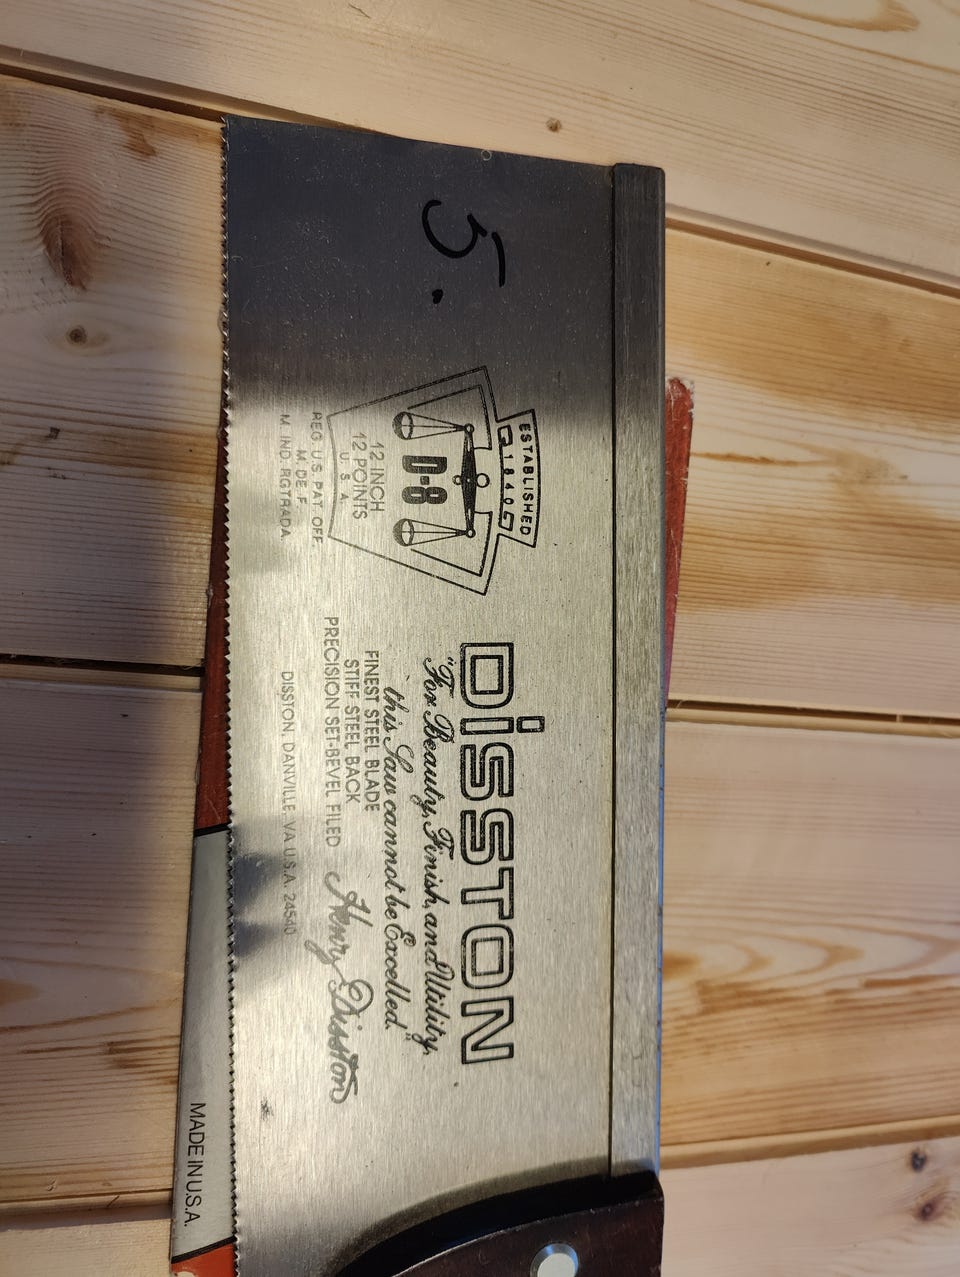 5.
ESTABLISHED
1840
D-8
12 INCH
12 POINTS
U S A
REG. U.S. PAT. OFF.
M. DE F.
M. IND. RGTRADA.
DISSTON
"For Beauty, Finish, and Utility,
this Saw cannot be Excelled."
FINEST STEEL BLADE
STIFF STEEL BACK
PRECISION SET-BEVEL FILED
Henry Disston
DISSTON, DANVILLE, VA U.S.A. 24540
MADE IN U.S.A.